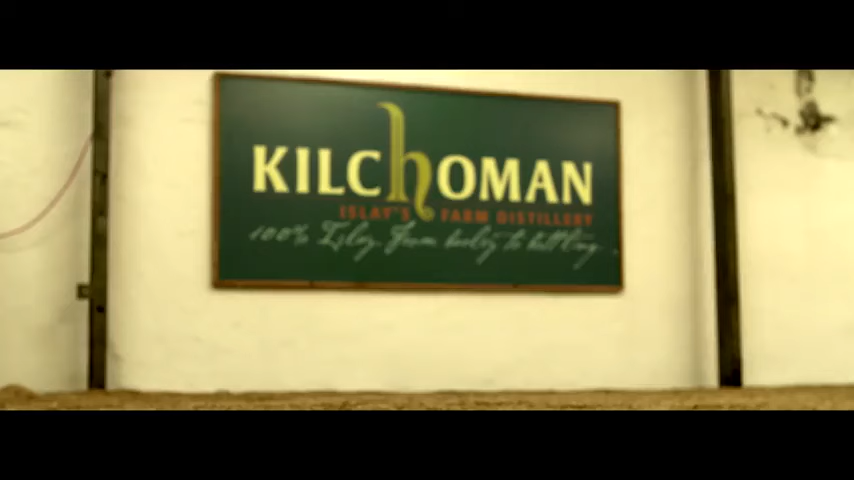 KILCHOMAN
ISLAY'S FARM DISTILLERY
100% Islay. From barley to bottling.